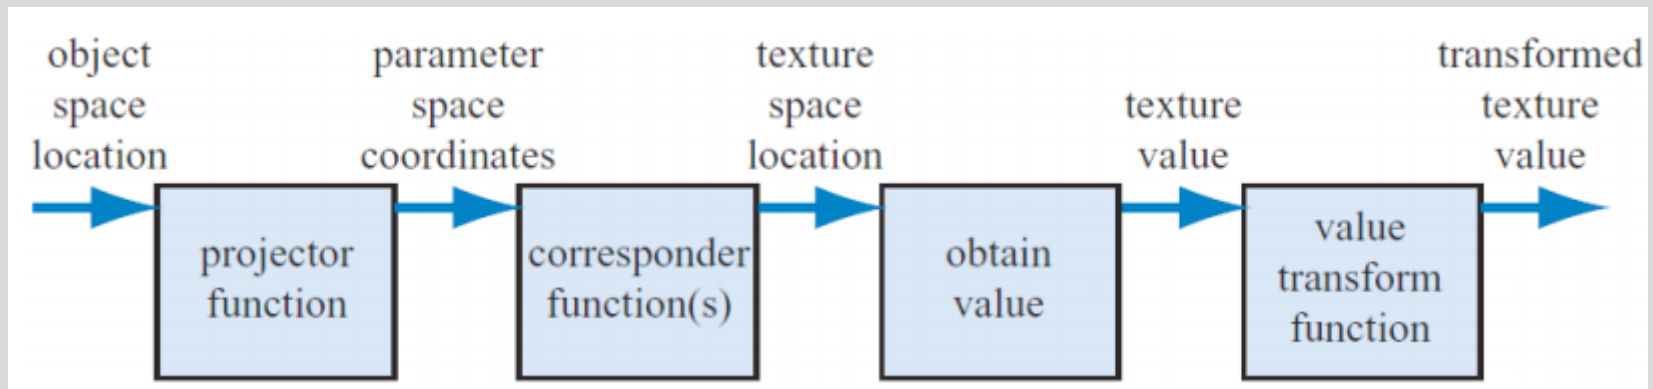 object
space
location
projector
function
parameter
space
coordinates
corresponder
function(s)
texture
space
location
obtain
value
texture
value
value
transform
function
transformed
texture
value